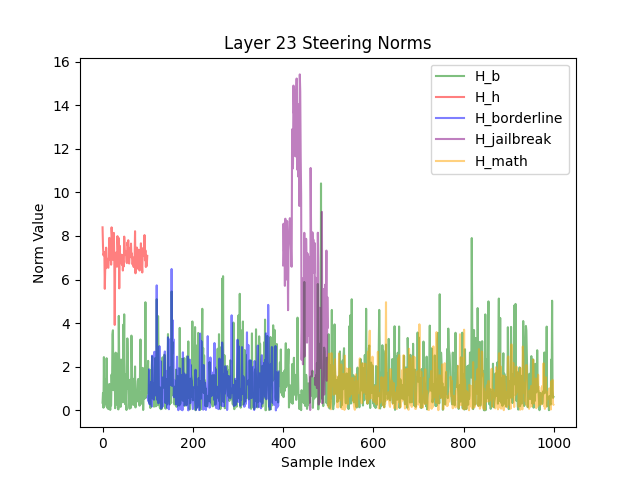 Layer 23 Steering Norms
16
14
12
10
8
6
4
2
0
Norm Value
H_b
H_h
H_borderline
H_jailbreak
H_math
0
200
400
600
800
1000
Sample Index